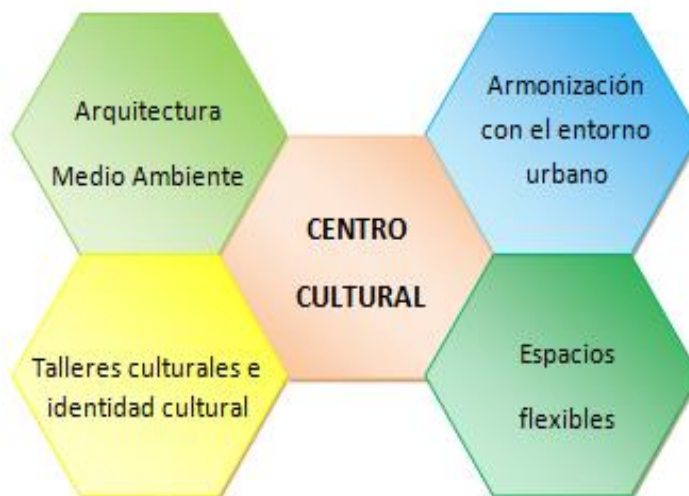 Arquitectura
Medio Ambiente
Armonización
con el entorno
urbano
CENTRO
CULTURAL
Talleres culturales e
identidad cultural
Espacios
flexibles